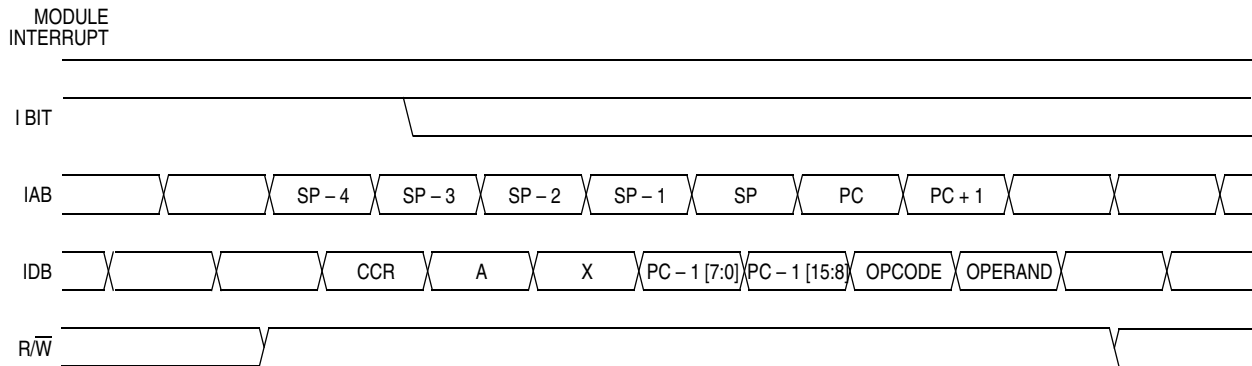 MODULE
INTERRUPT
I BIT
IAB SP – 4 SP – 3 SP – 2 SP – 1 SP PC PC + 1
IDB CCR A X PC – 1 [7:0] PC – 1 [15:8] OPCODE OPERAND
R/W̅